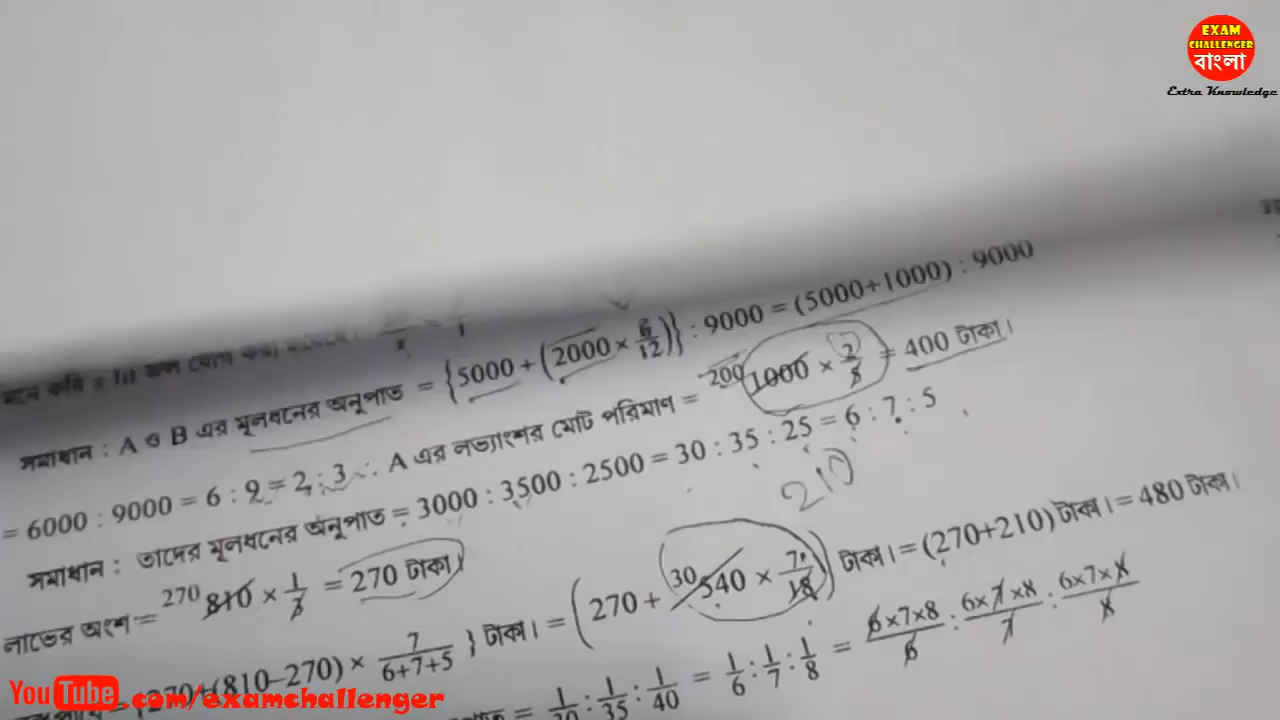 EXAM
CHALLENGER
বাংলা
Extra Knowledge
সমাধান : A ও B এর মূলধনের অনুপাত = {5000 + (2000 × 6/12)} : 9000 = (5000+1000) : 9000
= 6000 : 9000 = 6 : 9 = 2 : 3 ∴ A এর লভ্যাংশের মোট পরিমাণ = 200 1000 × 2/5 = 400 টাকা।
সমাধান : তাদের মূলধনের অনুপাত = 3000 : 3500 : 2500 = 30 : 35 : 25 = 6 : 7 : 5
210
লাভের অংশ = 270 810 × 1/3 = 270 টাকা।
(270)+(810–270) × 7/6+7+5 } টাকা। = (270 + 30 540 × 7/18) টাকা। = (270+210) টাকা। = 480 টাকা।
= 1/30 : 1/35 : 1/40 = 1/6 : 1/7 : 1/8 = 6×7×8/6 : 6×7×8/7 : 6×7×8/8
YouTube.com/examchallenger